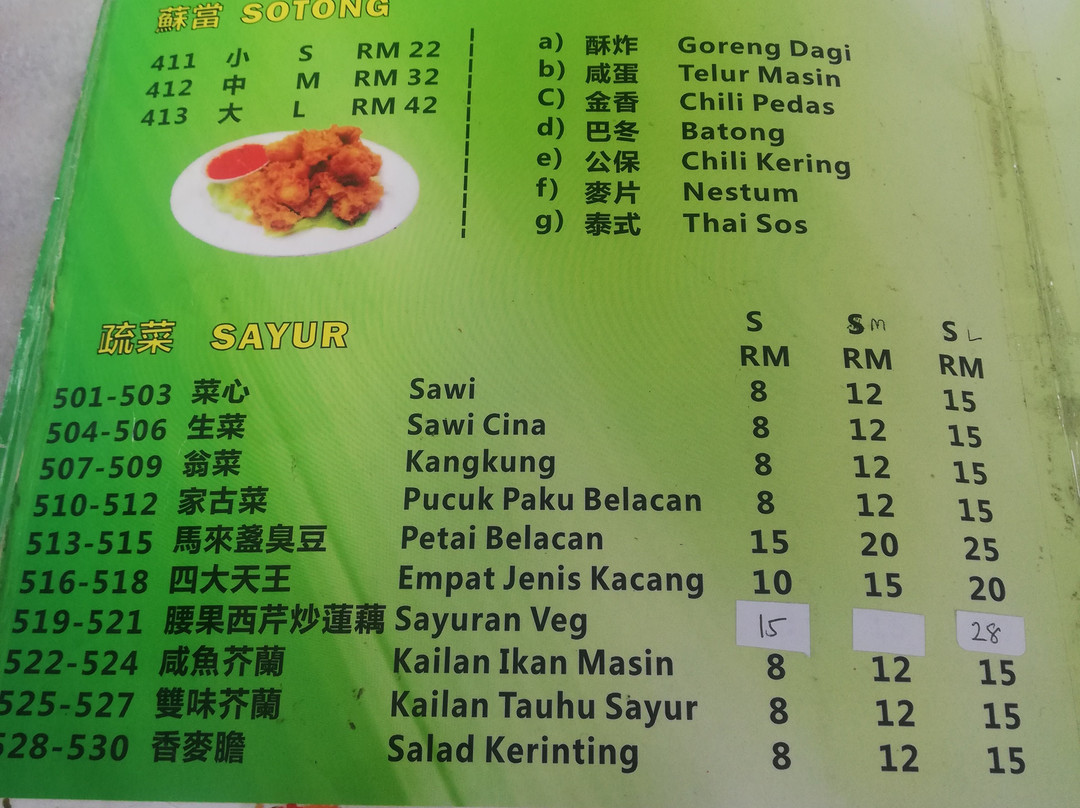 蘇當 SOTONG
411 小 S RM 22
412 中 M RM 32
413 大 L RM 42
a) 酥炸 Goreng Dagi
b) 咸蛋 Telur Masin
C) 金香 Chili Pedas
d) 巴冬 Batong
e) 公保 Chili Kering
f) 麥片 Nestum
g) 泰式 Thai Sos
疏菜 SAYUR
S S M S L
RM RM RM
501-503 菜心 Sawi 8 12 15
504-506 生菜 Sawi Cina 8 12 15
507-509 翁菜 Kangkung 8 12 15
510-512 家古菜 Pucuk Paku Belacan 8 12 15
513-515 馬來盞臭豆 Petai Belacan 15 20 25
516-518 四大天王 Empat Jenis Kacang 10 15 20
519-521 腰果西芹炒蓮藕 Sayuran Veg 15 28
522-524 咸魚芥蘭 Kailan Ikan Masin 8 12 15
525-527 雙味芥蘭 Kailan Tauhu Sayur 8 12 15
528-530 香麥膽 Salad Kerinting 8 12 15